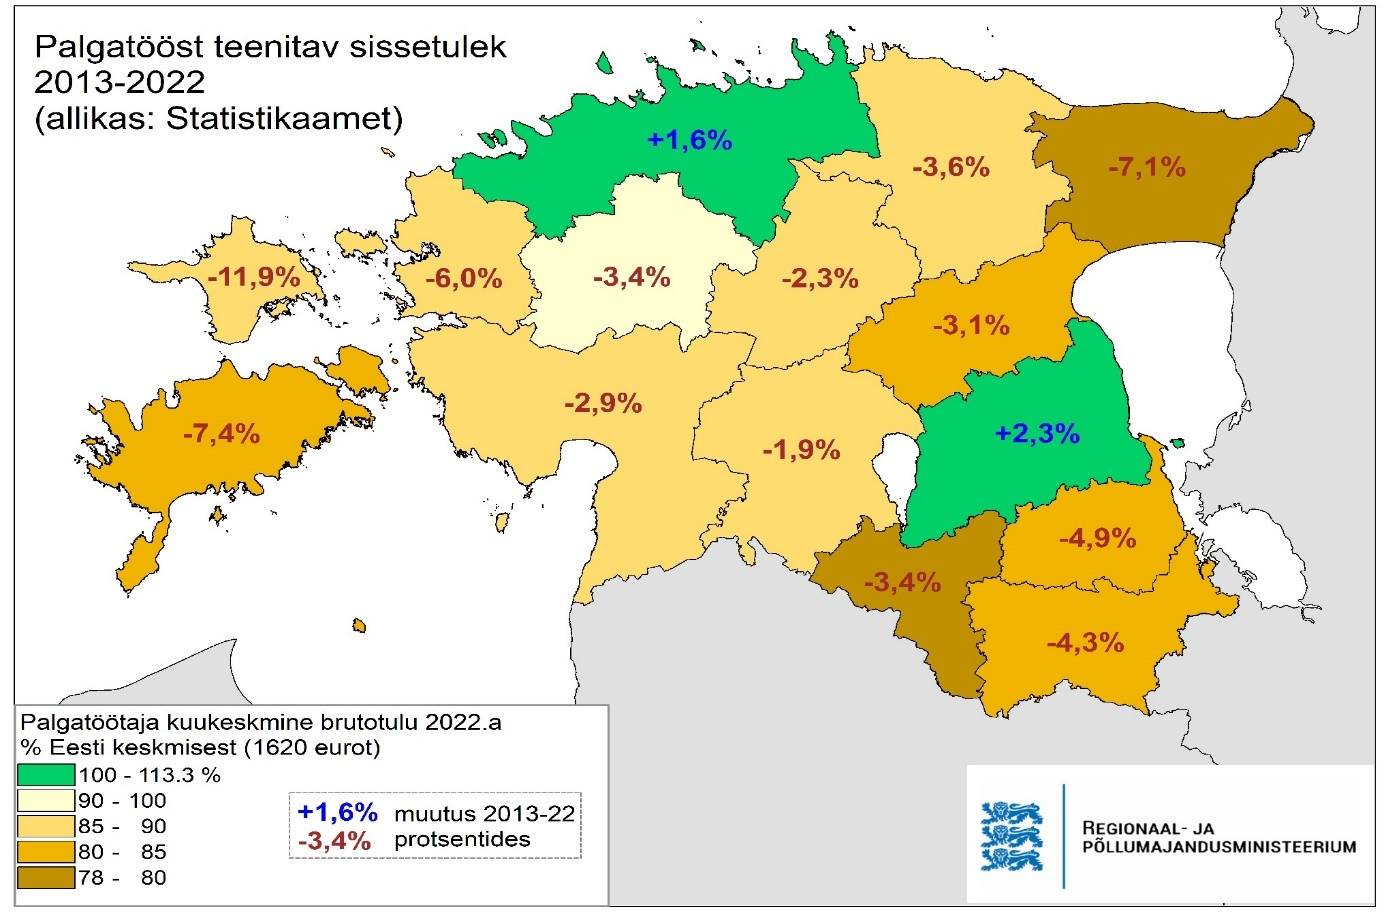 Palgatööst teenitav sissetulek
2013-2022
(allikas: Statistikaamet)
+1,6%
-3,6%
-7,1%
-11,9%
-6,0%
-3,4%
-2,3%
-3,1%
-7,4%
-2,9%
-1,9%
+2,3%
-4,9%
-3,4%
-4,3%
Palgatöötaja kuukeskmine brutotulu 2022.a
% Eesti keskmisest (1620 eurot)
100 - 113.3 %
90 - 100
85 - 90
80 - 85
78 - 80
+1,6% muutus 2013-22
-3,4% protsentides
REGIONAAL- JA
PÕLLUMAJANDUSMINISTEERIUM